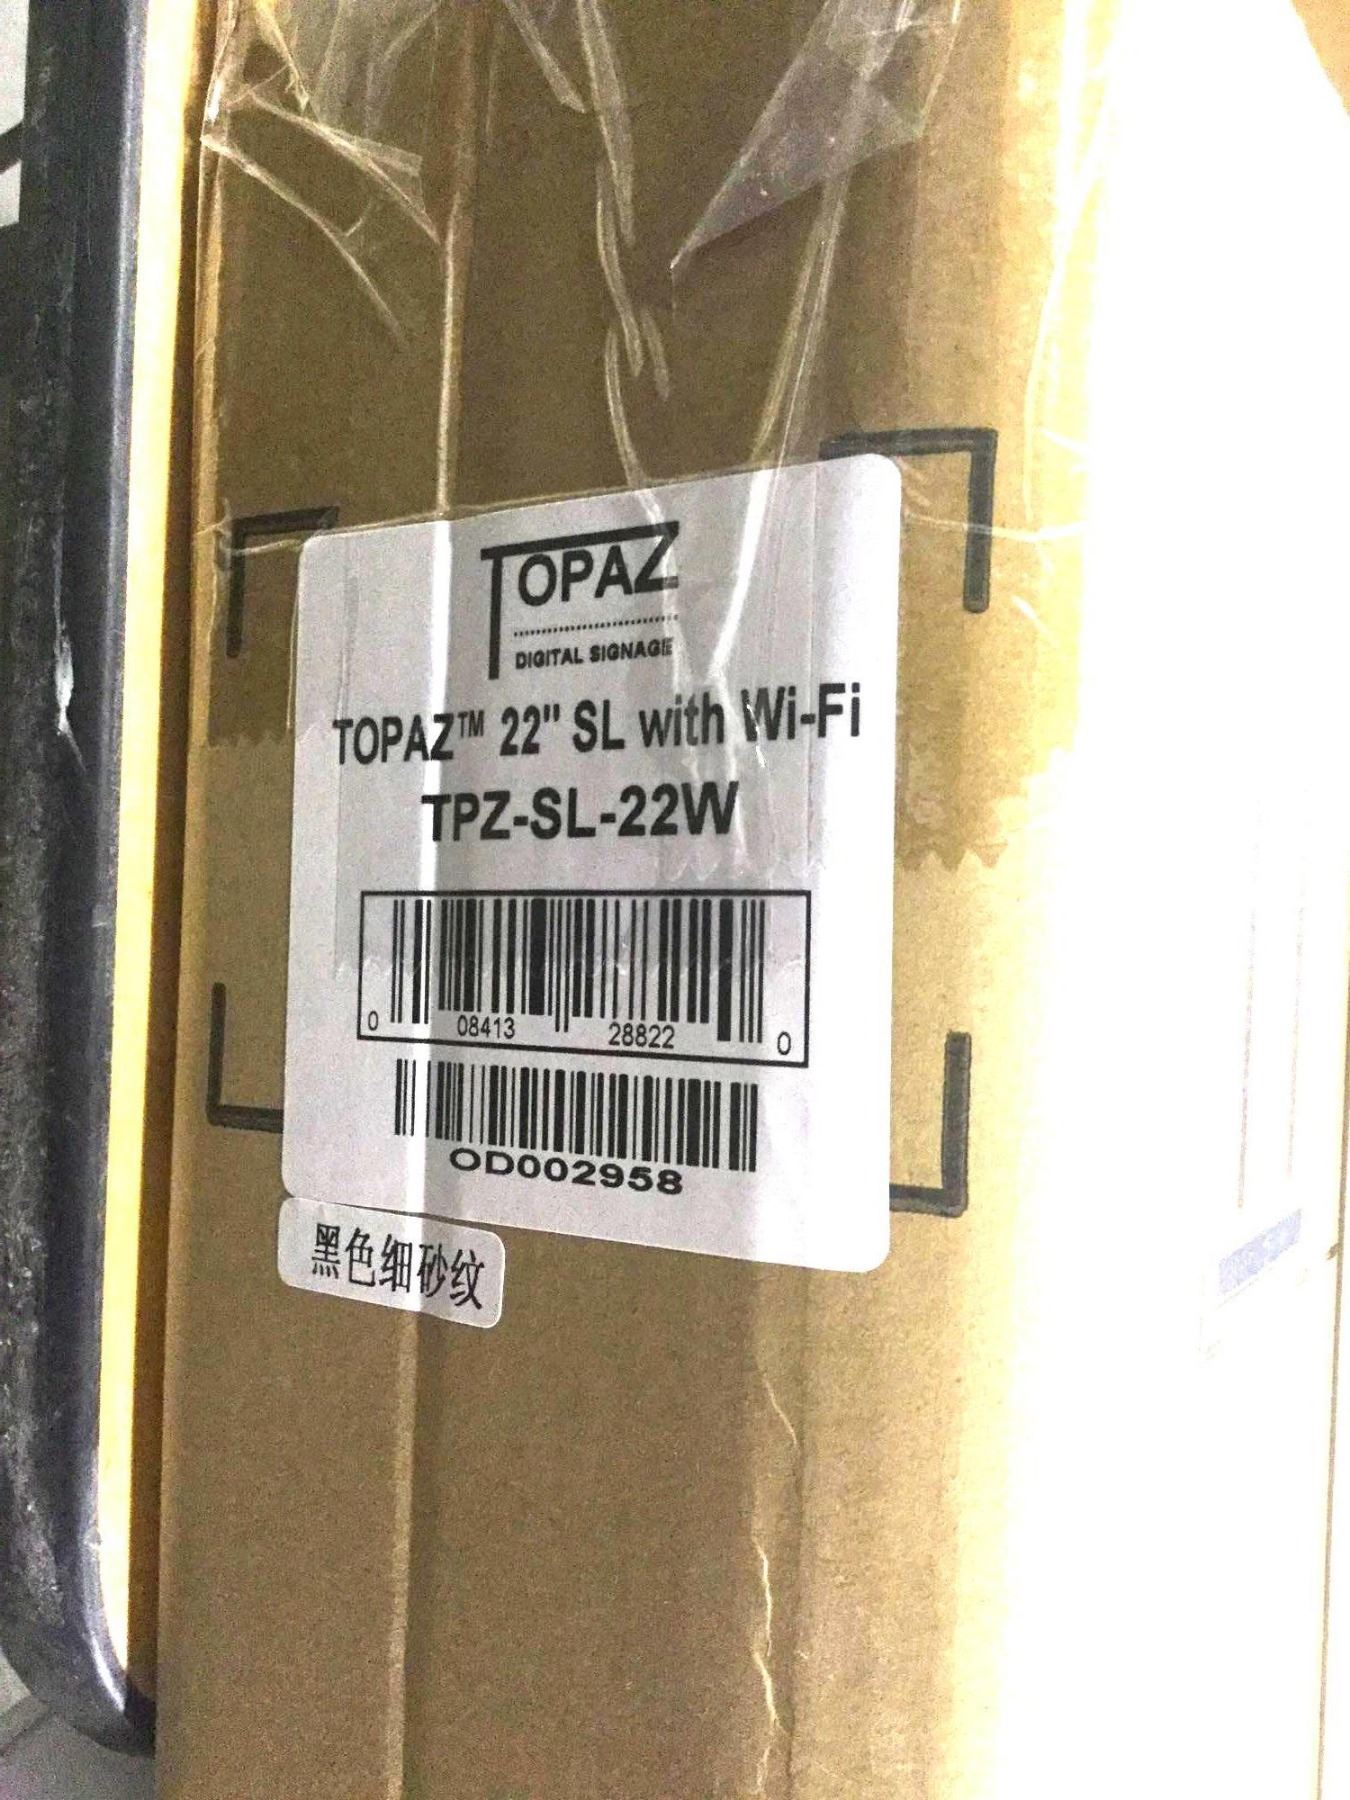 TOPAZ
DIGITAL SIGNAGE
TOPAZ™ 22" SL with Wi-Fi
TPZ-SL-22W
0 08413 28822 0
OD002958
黑色细砂纹